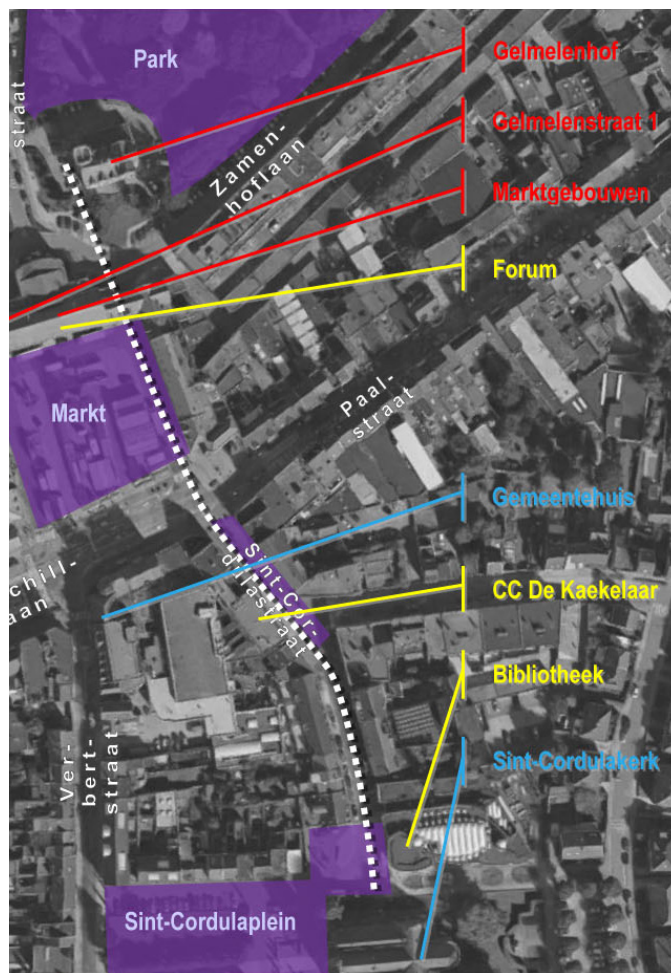 Park
straat
Zamen-
hoflaan
Gelmelenhof
Gelmelenstraat 1
Marktgebouwen
Forum
Markt
Paal-
straat
Gemeentehuis
chill-
laan
Sint-Cor-
dulastraat
CC De Kaekelaar
Bibliotheek
Ver-
bert-
straat
Sint-Cordulakerk
Sint-Cordulaplein